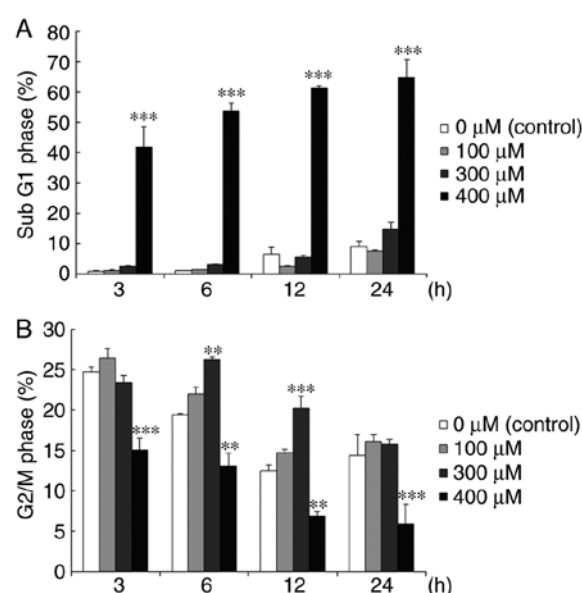 A
Sub G1 phase (%)
80
70
60
50
40
30
20
10
0
***
***
***
***
3 6 12 24 (h)
0 μM (control)
100 μM
300 μM
400 μM
B
G2/M phase (%)
30
25
20
15
10
5
0
***
**
**
***
**
***
3 6 12 24 (h)
0 μM (control)
100 μM
300 μM
400 μM